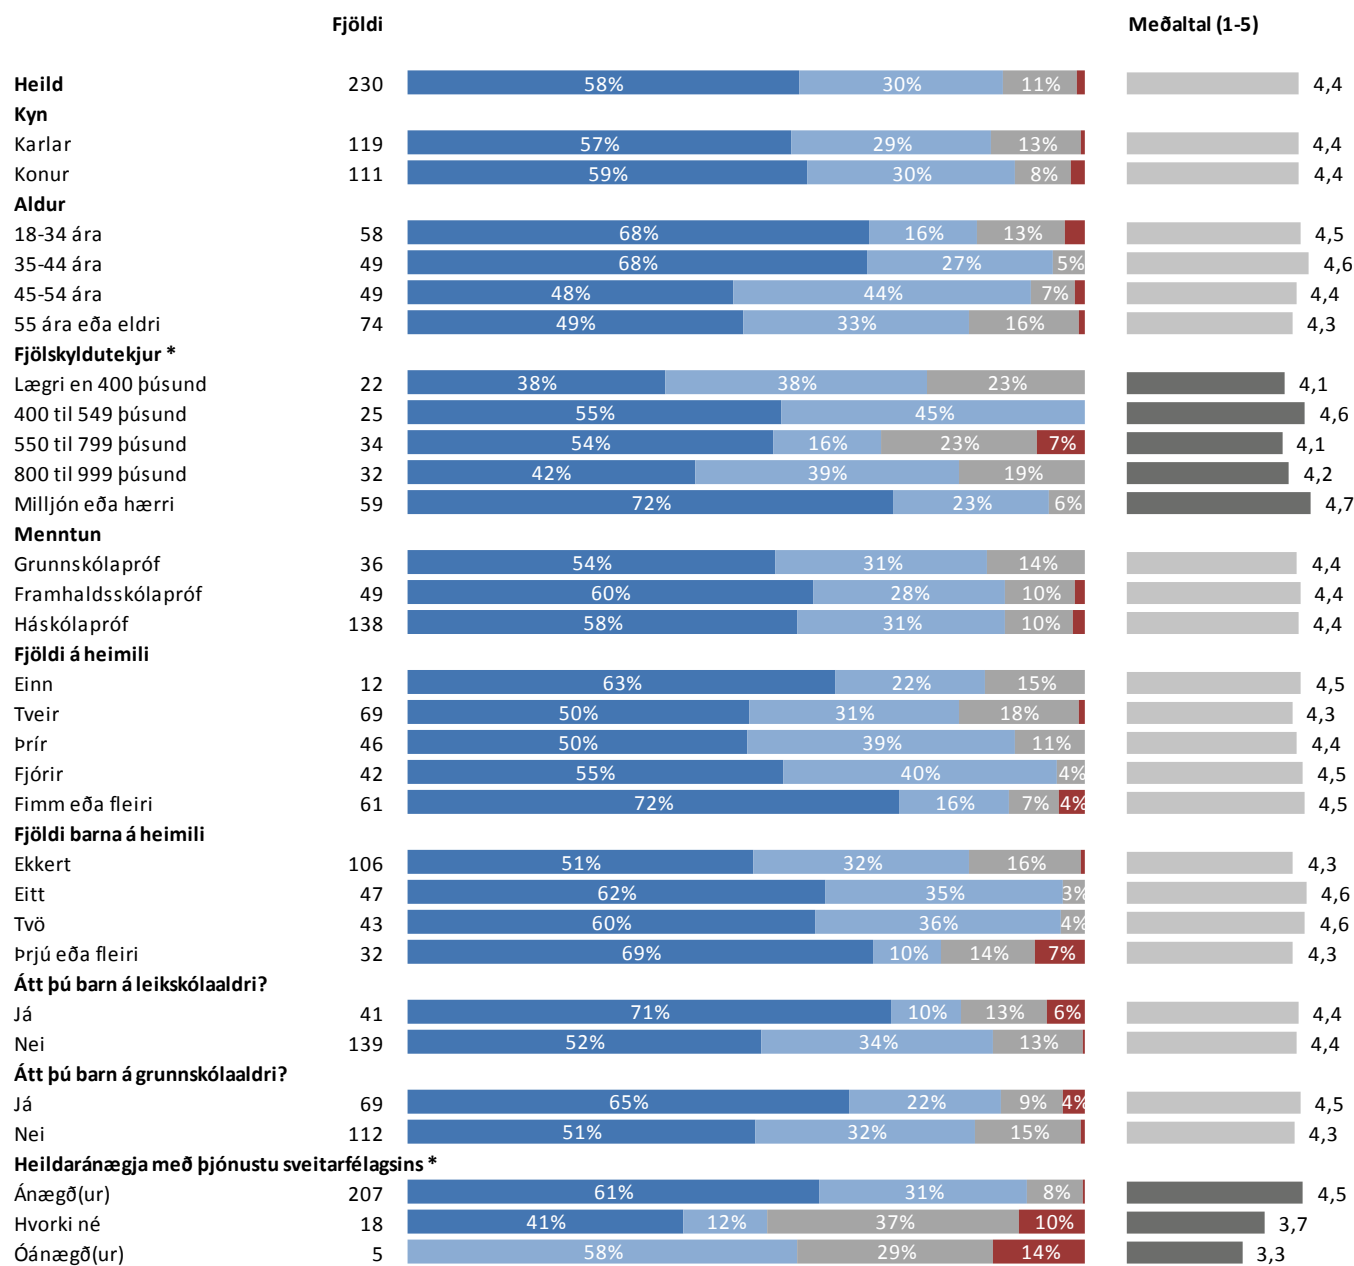 Fjöldi Meðaltal (1-5)
Heild 230 58% 30% 11% 4,4
Kyn
Karlar 119 57% 29% 13% 4,4
Konur 111 59% 30% 8% 4,4
Aldur
18-34 ára 58 68% 16% 13% 4,5
35-44 ára 49 68% 27% 5% 4,6
45-54 ára 49 48% 44% 7% 4,4
55 ára eða eldri 74 49% 33% 16% 4,3
Fjölskyldutekjur *
Lægri en 400 þúsund 22 38% 38% 23% 4,1
400 til 549 þúsund 25 55% 45% 4,6
550 til 799 þúsund 34 54% 16% 23% 7% 4,1
800 til 999 þúsund 32 42% 39% 19% 4,2
Milljón eða hærri 59 72% 23% 6% 4,7
Menntun
Grunnskólapróf 36 54% 31% 14% 4,4
Framhaldsskólapróf 49 60% 28% 10% 4,4
Háskólapróf 138 58% 31% 10% 4,4
Fjöldi á heimili
Einn 12 63% 22% 15% 4,5
Tveir 69 50% 31% 18% 4,3
Þrír 46 50% 39% 11% 4,4
Fjórir 42 55% 40% 4% 4,5
Fimm eða fleiri 61 72% 16% 7% 4% 4,5
Fjöldi barna á heimili
Ekkert 106 51% 32% 16% 4,3
Eitt 47 62% 35% 3% 4,6
Tvö 43 60% 36% 4% 4,6
Þrjú eða fleiri 32 69% 10% 14% 7% 4,3
Átt þú barn á leikskólaaldri?
Já 41 71% 10% 13% 6% 4,4
Nei 139 52% 34% 13% 4,4
Átt þú barn á grunnskólaaldri?
Já 69 65% 22% 9% 4% 4,5
Nei 112 51% 32% 15% 4,3
Heildaránægja með þjónustu sveitarfélagsins *
Ánægð(ur) 207 61% 31% 8% 4,5
Hvorki né 18 41% 12% 37% 10% 3,7
Óánægð(ur) 5 58% 29% 14% 3,3